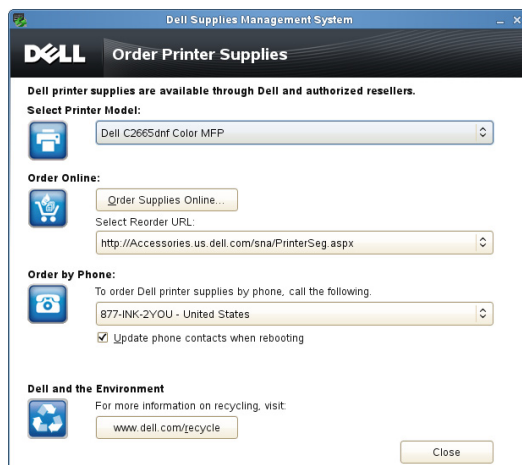 Dell Supplies Management System
DELL
Order Printer Supplies
Dell printer supplies are available through Dell and authorized resellers.
Select Printer Model:
Dell C2665dnf Color MFP
Order Online:
Order Supplies Online...
Select Reorder URL:
http://Accessories.us.dell.com/sna/PrinterSeg.aspx
Order by Phone:
To order Dell printer supplies by phone, call the following.
877-INK-2YOU - United States
Update phone contacts when rebooting
Dell and the Environment
For more information on recycling, visit:
www.dell.com/recycle
Close